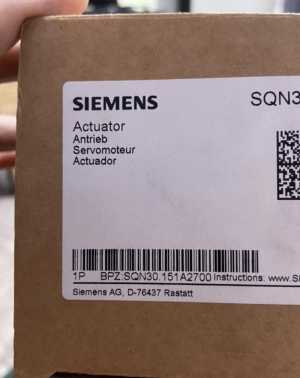 SIEMENS
SQN3
Actuator
Antrieb
Servomoteur
Actuador
1P BPZ:SQN30.151A2700 Instructions: www.Si
Siemens AG, D-76437 Rastatt